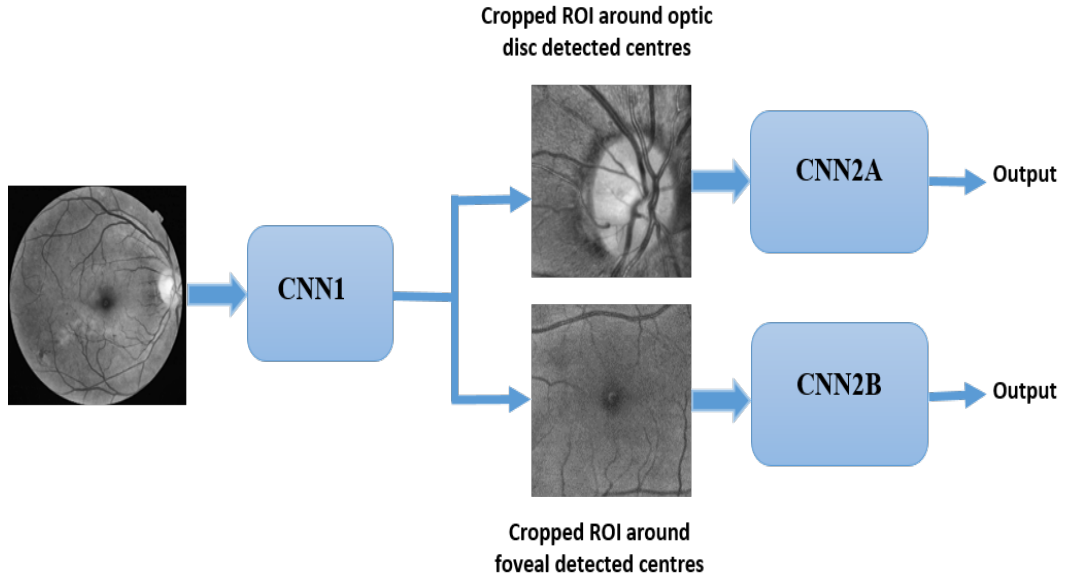 Cropped ROI around optic
disc detected centres
CNN1
CNN2A
Output
CNN2B
Output
Cropped ROI around
foveal detected centres